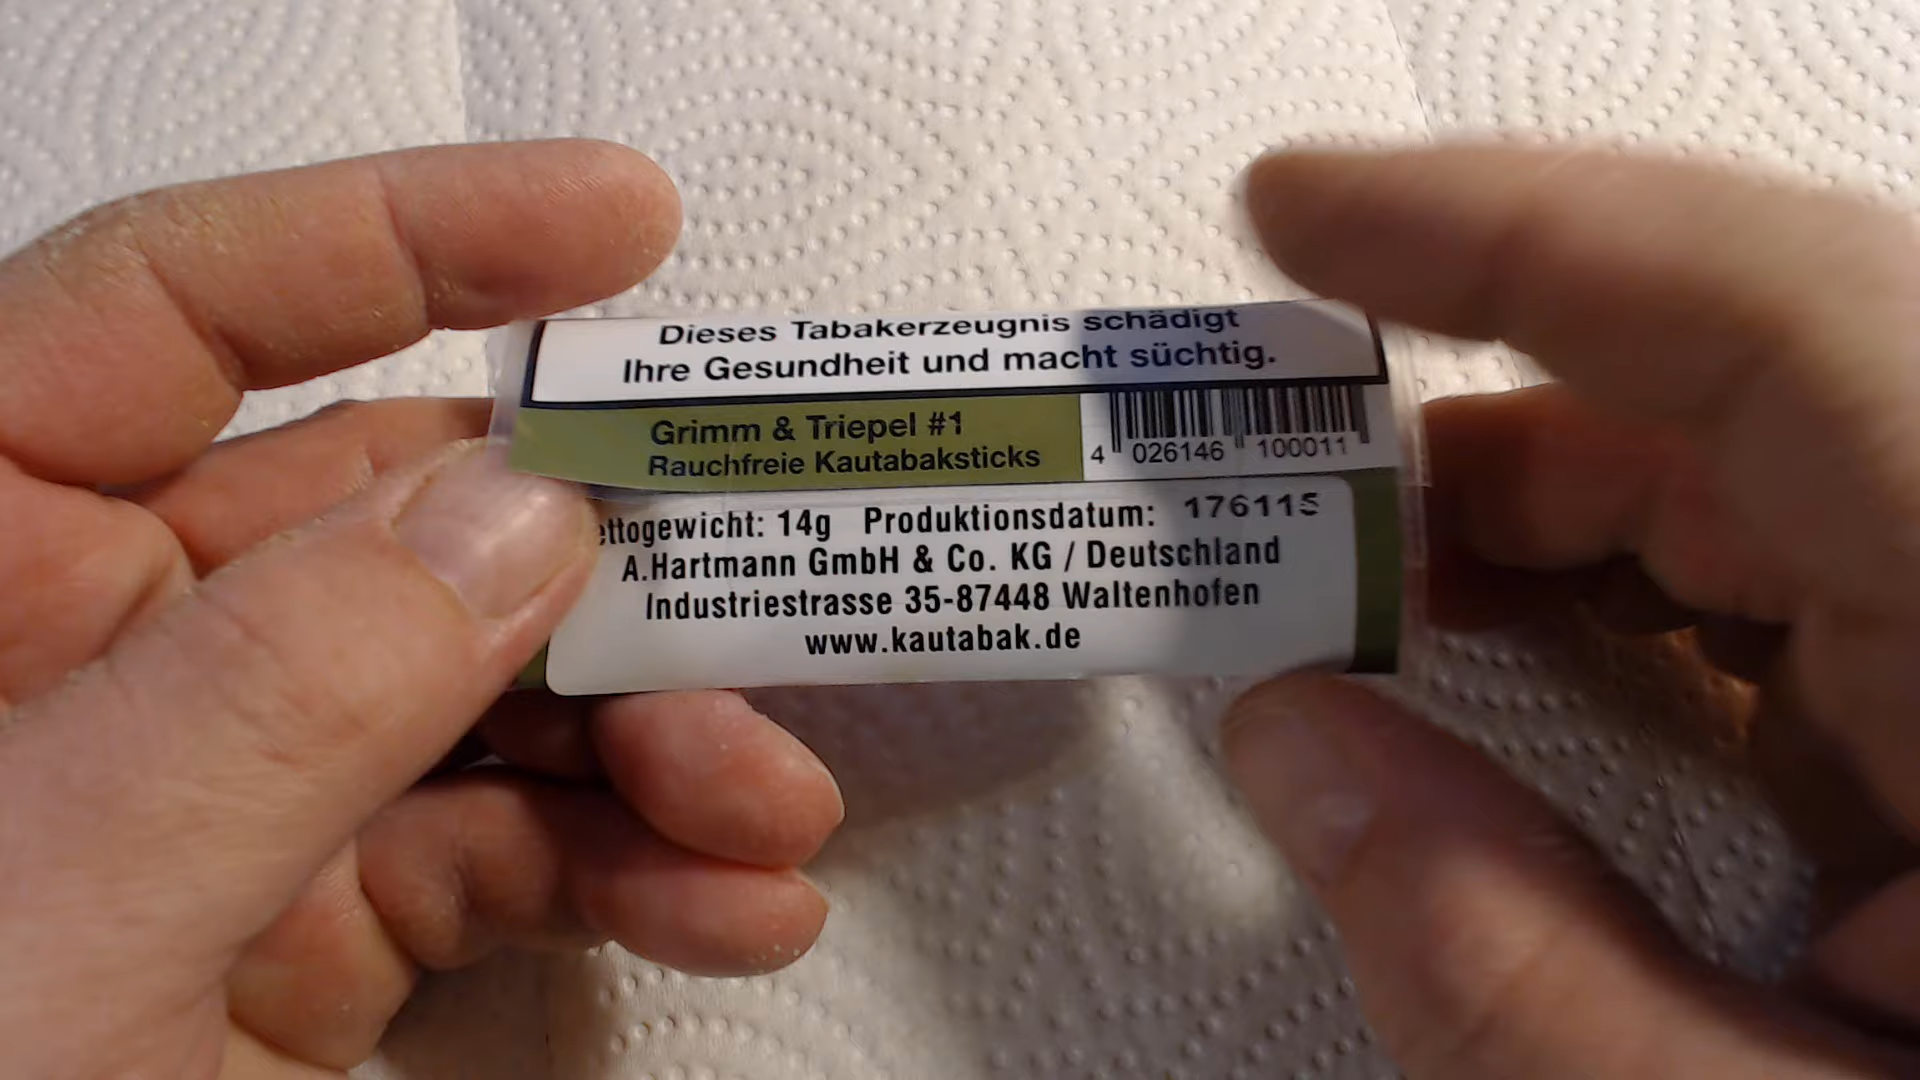 Dieses Tabakerzeugnis schädigt
Ihre Gesundheit und macht süchtig.
Grimm & Triepel #1
Rauchfreie Kautabaksticks
4 026146 100011
ettogewicht: 14g Produktionsdatum: 176115
A.Hartmann GmbH & Co. KG / Deutschland
Industriestrasse 35-87448 Waltenhofen
www.kautabak.de